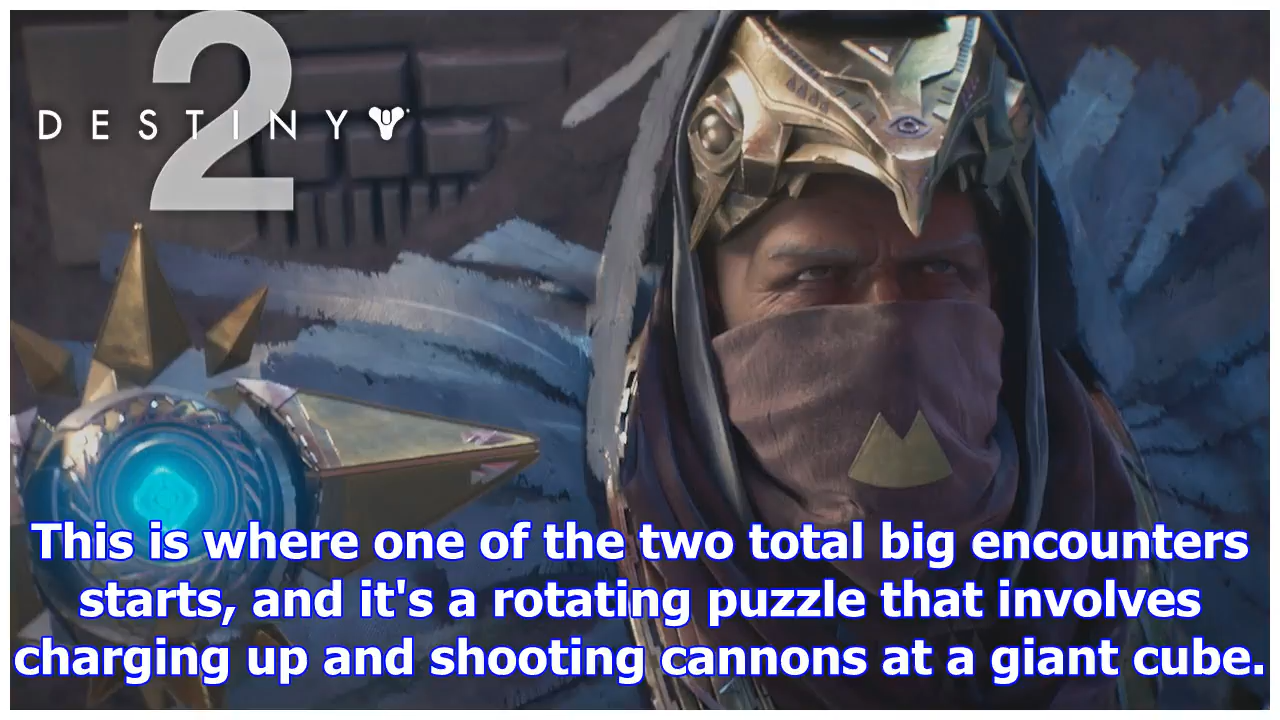 2
DESTINY
This is where one of the two total big encounters
starts, and it's a rotating puzzle that involves
charging up and shooting cannons at a giant cube.